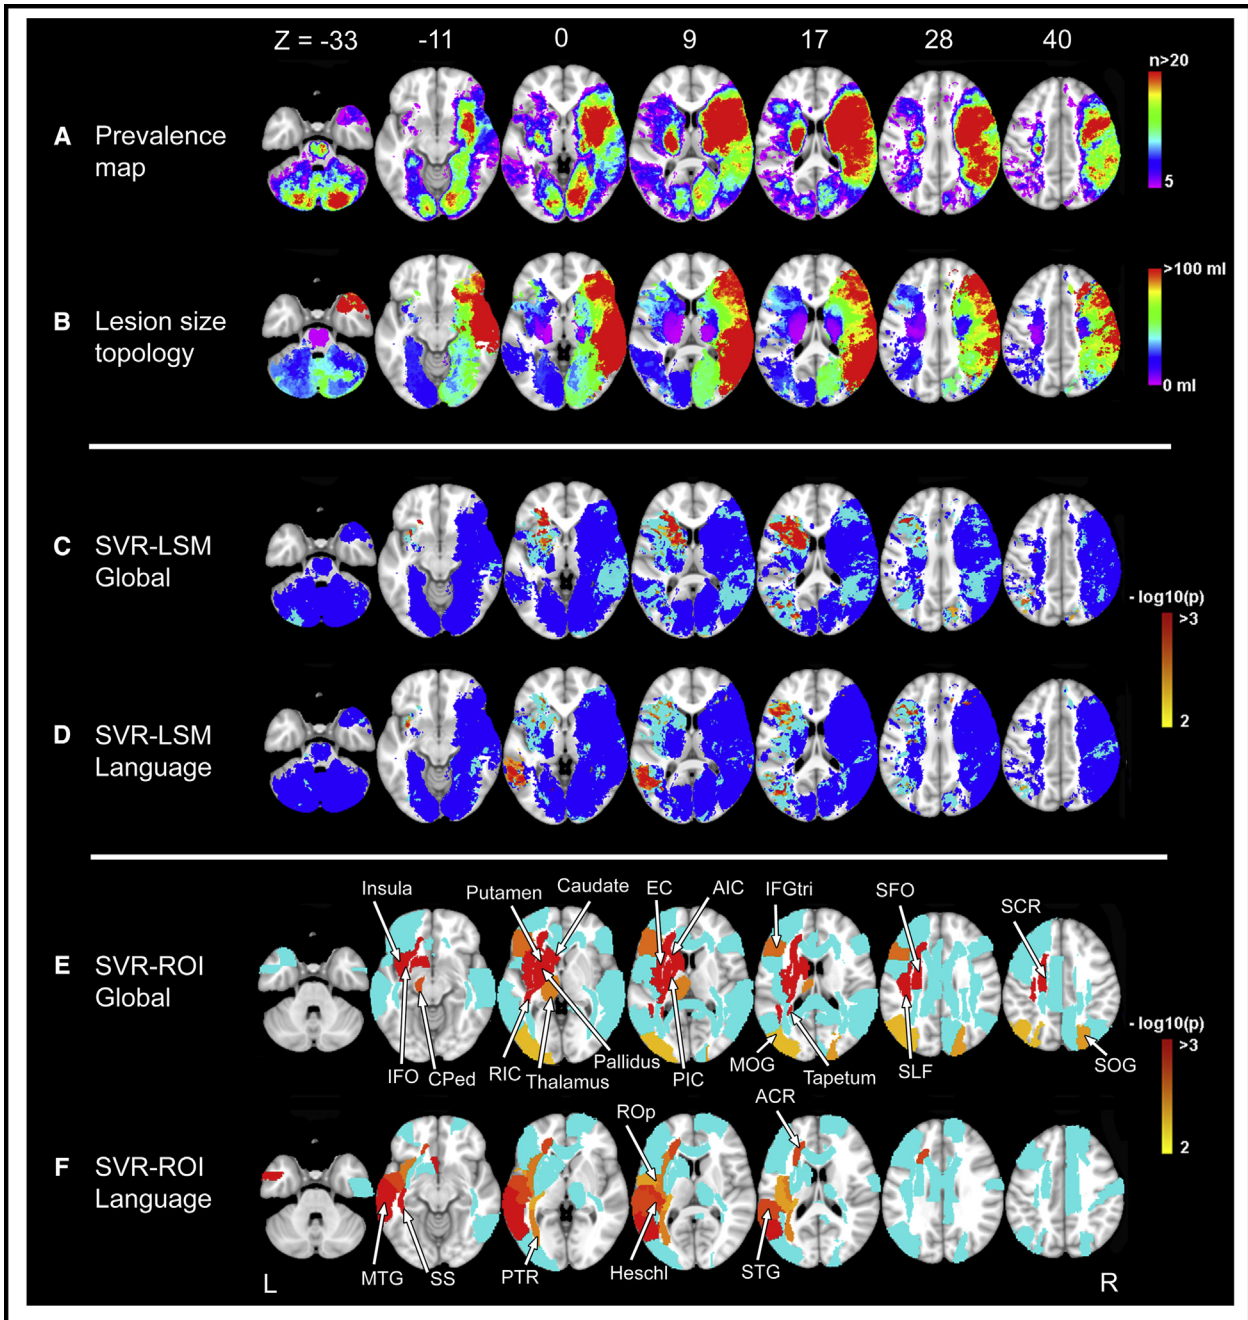 Z = -33 -11 0 9 17 28 40
n>20
A Prevalence
map
5
>100 ml
B Lesion size
topology
0 ml
C SVR-LSM
Global
- log10(p)
>3
D SVR-LSM
Language
2
Insula Putamen Caudate EC AIC IFGtri SFO SCR
E SVR-ROI
Global
- log10(p)
>3
IFO CPed RIC Thalamus Pallidus PIC MOG Tapetum SLF SOG
ROp ACR
2
F SVR-ROI
Language
MTG SS PTR Heschl STG
L R